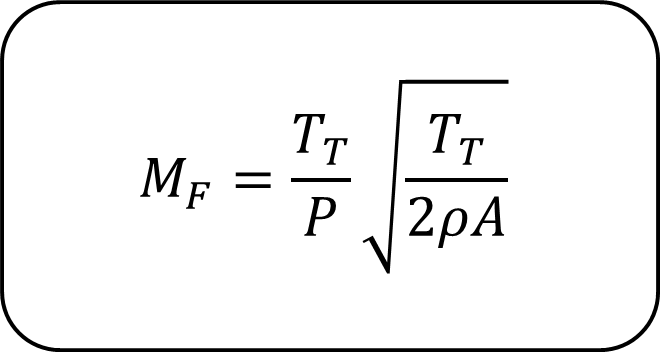 M_F = \frac{T_T}{P} \sqrt{\frac{T_T}{2\rho A}}